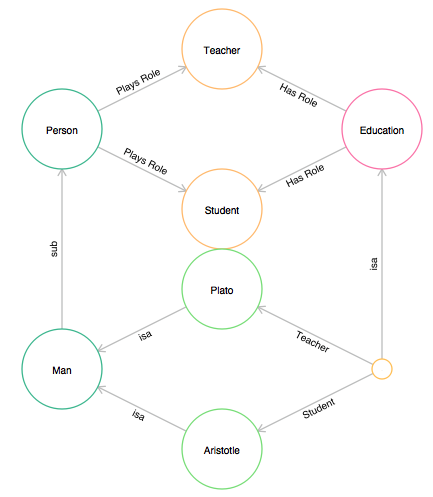 Teacher
Plays Role
Has Role
Person
Education
Plays Role
Has Role
Student
sub
isa
Plato
isa
Teacher
Man
isa
Student
Aristotle